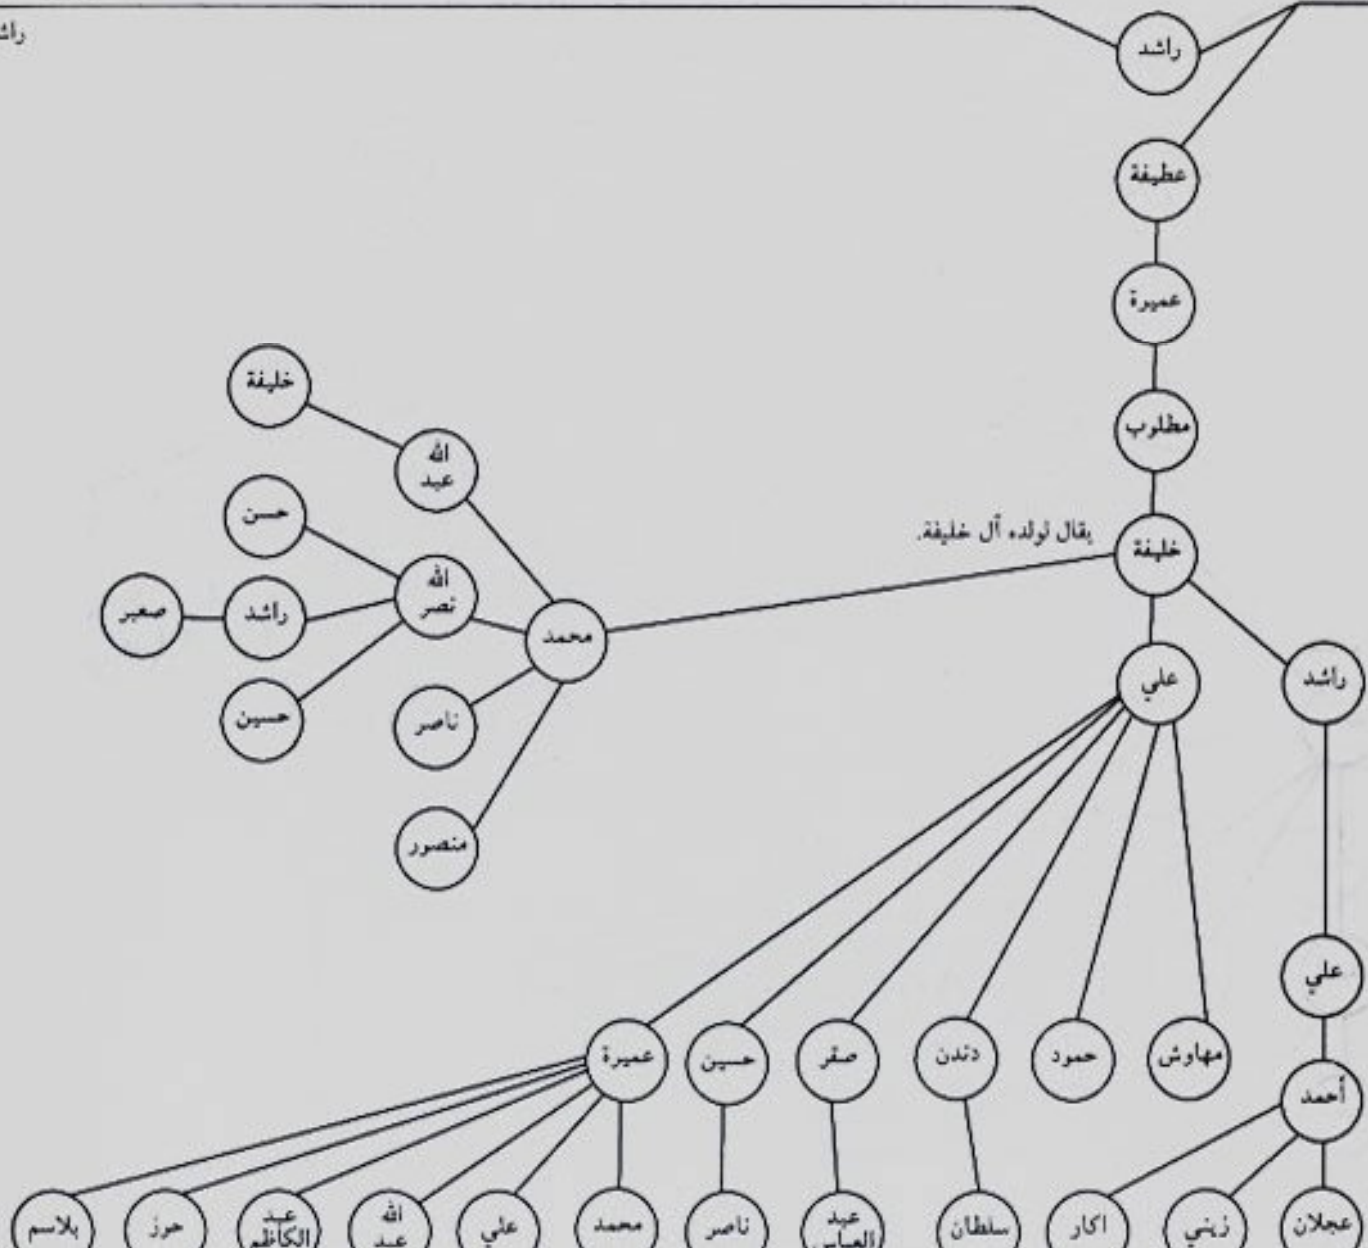 راشد
عطيفة
عميرة
خليفة
مطلوب
الله
عبد
حسن
يقال لولده آل خليفة.
خليفة
الله
نصر
صعبر
راشد
محمد
علي
راشد
حسين
ناصر
منصور
علي
مهاوش
حمود
دندن
صقر
حسين
عميرة
أحمد
عجلان
زيني
اكار
سلطان
عبد
العباس
ناصر
محمد
علي
الله
عبد
عبد
الكاظم
حرز
بلاسم